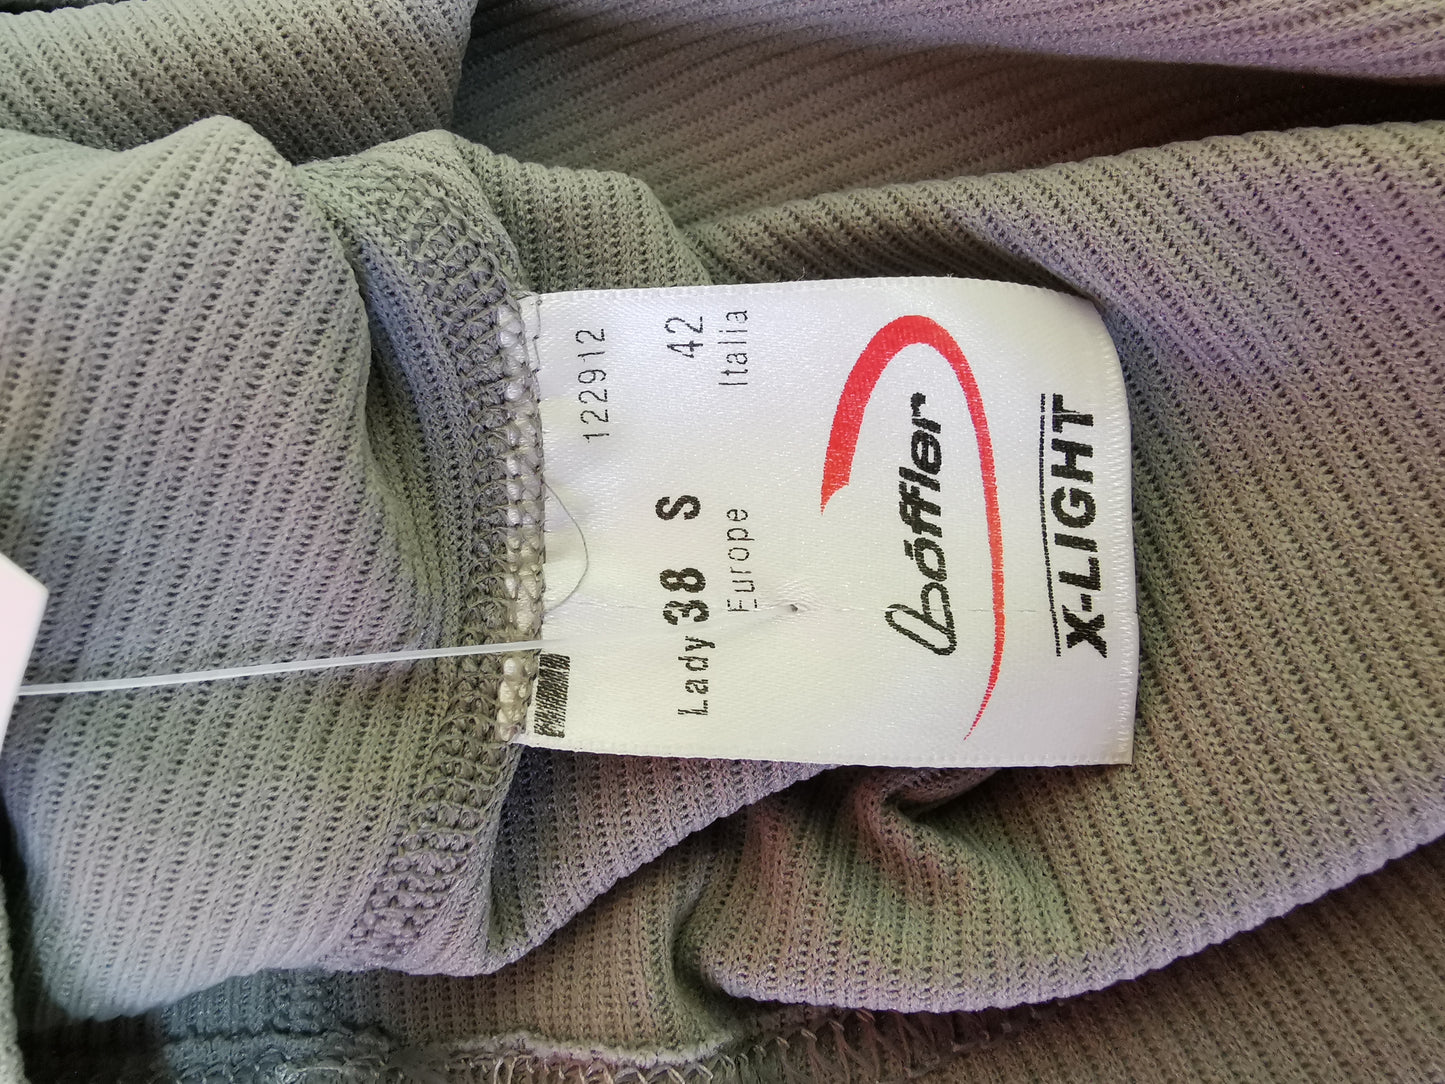 122912
Lady 38 S 42
Europe Italia
löffler
X-LIGHT